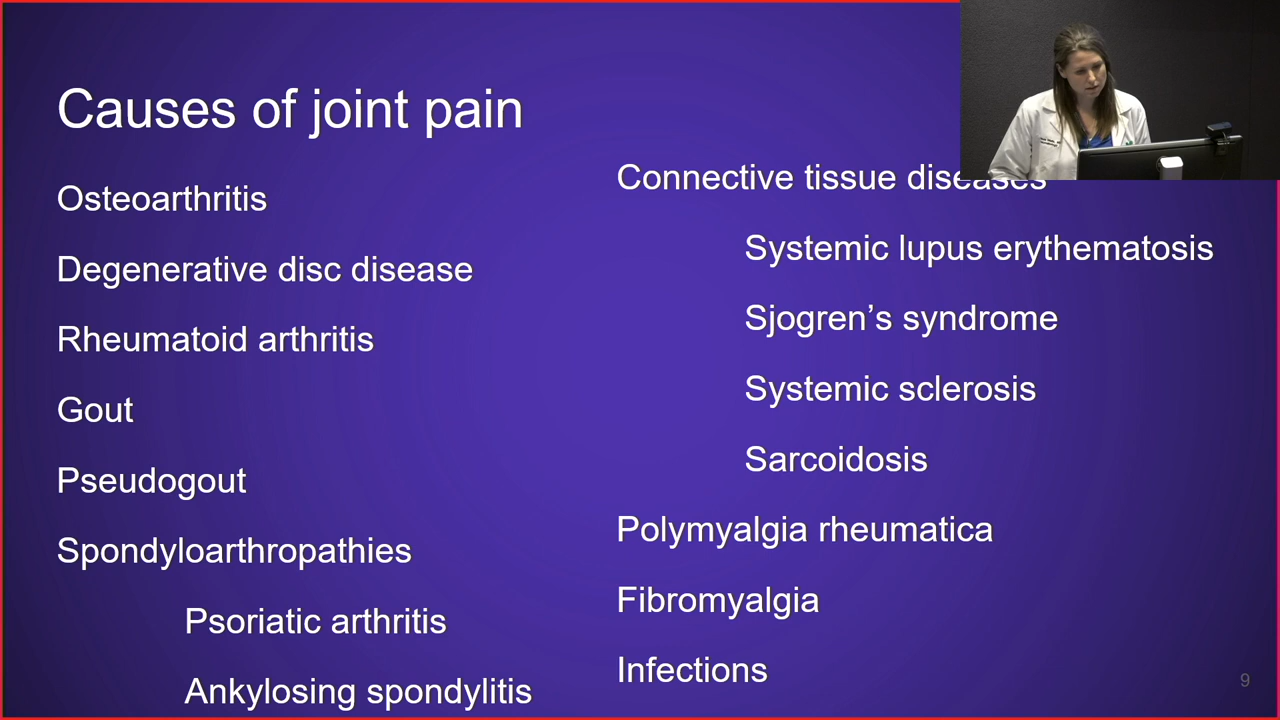 Causes of joint pain
Osteoarthritis
Degenerative disc disease
Rheumatoid arthritis
Gout
Pseudogout
Spondyloarthropathies
Psoriatic arthritis
Ankylosing spondylitis
Connective tissue diseases
Systemic lupus erythematosis
Sjogren’s syndrome
Systemic sclerosis
Sarcoidosis
Polymyalgia rheumatica
Fibromyalgia
Infections
9